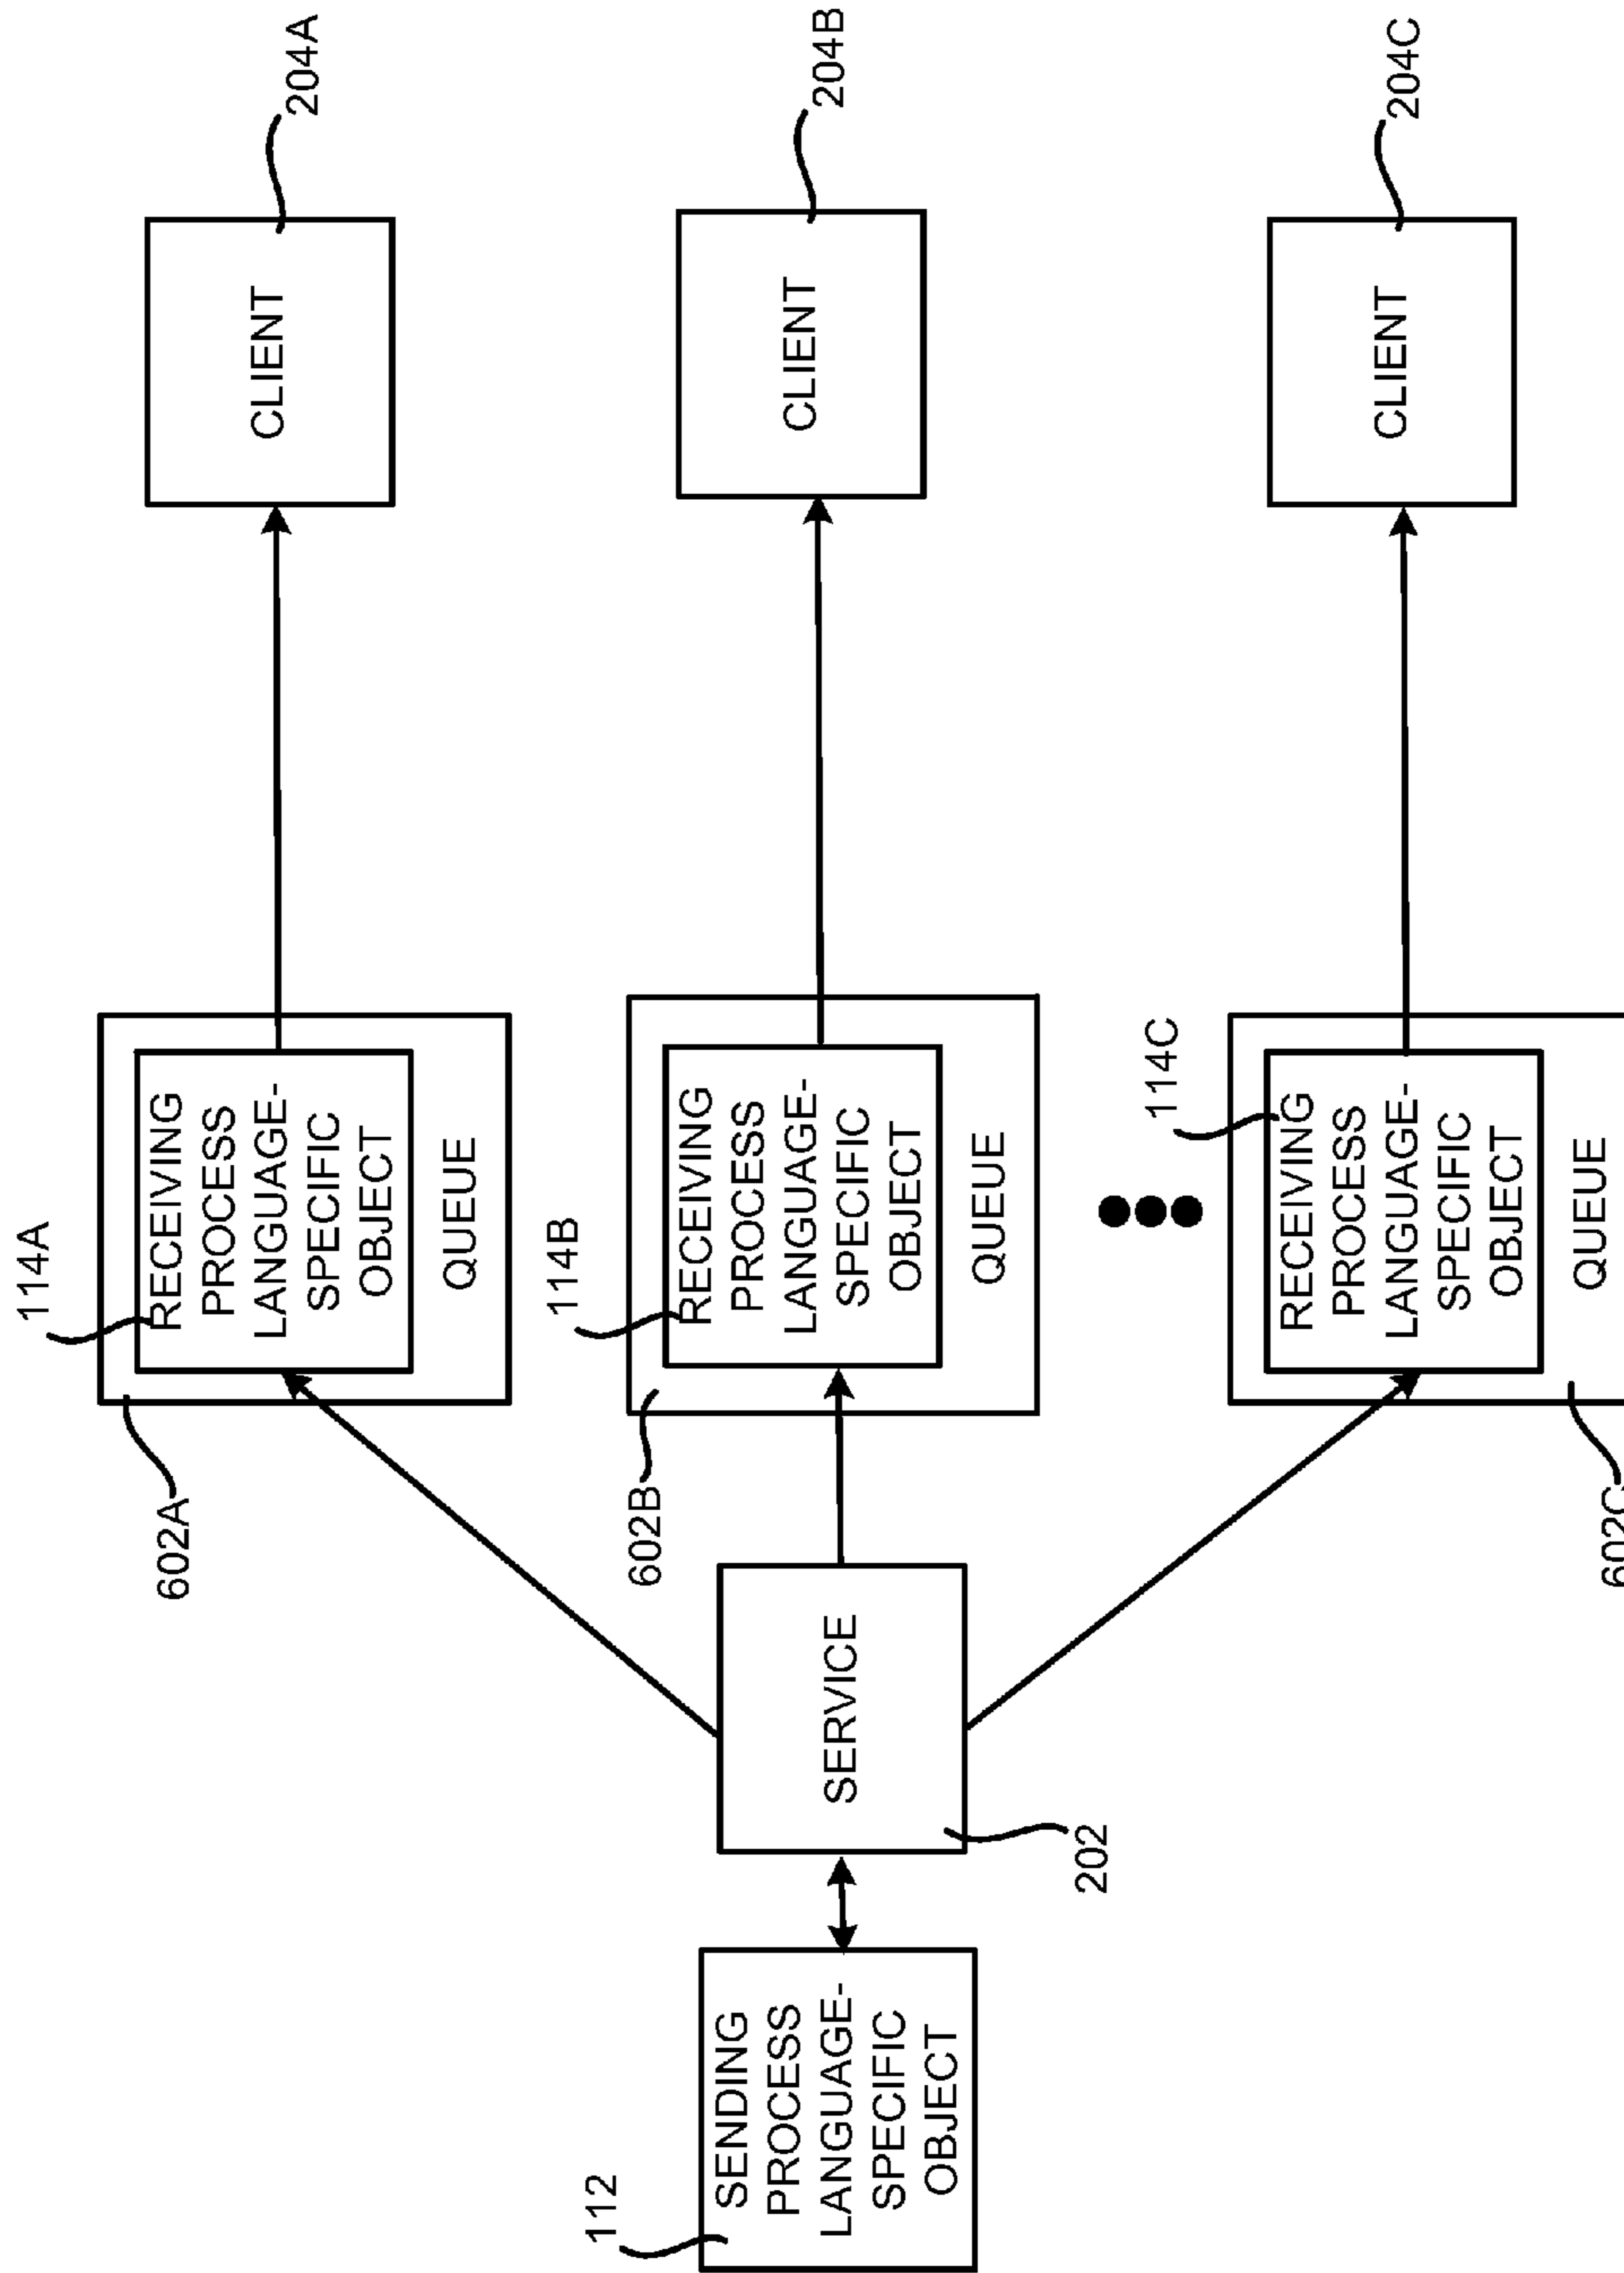 114A
RECEIVING
PROCESS
LANGUAGE-
SPECIFIC
OBJECT
QUEUE
602A
CLIENT
204A
112
SENDING
PROCESS
LANGUAGE-
SPECIFIC
OBJECT
SERVICE
202
114B
RECEIVING
PROCESS
LANGUAGE-
SPECIFIC
OBJECT
QUEUE
602B
CLIENT
204B
114C
RECEIVING
PROCESS
LANGUAGE-
SPECIFIC
OBJECT
QUEUE
602C
CLIENT
204C